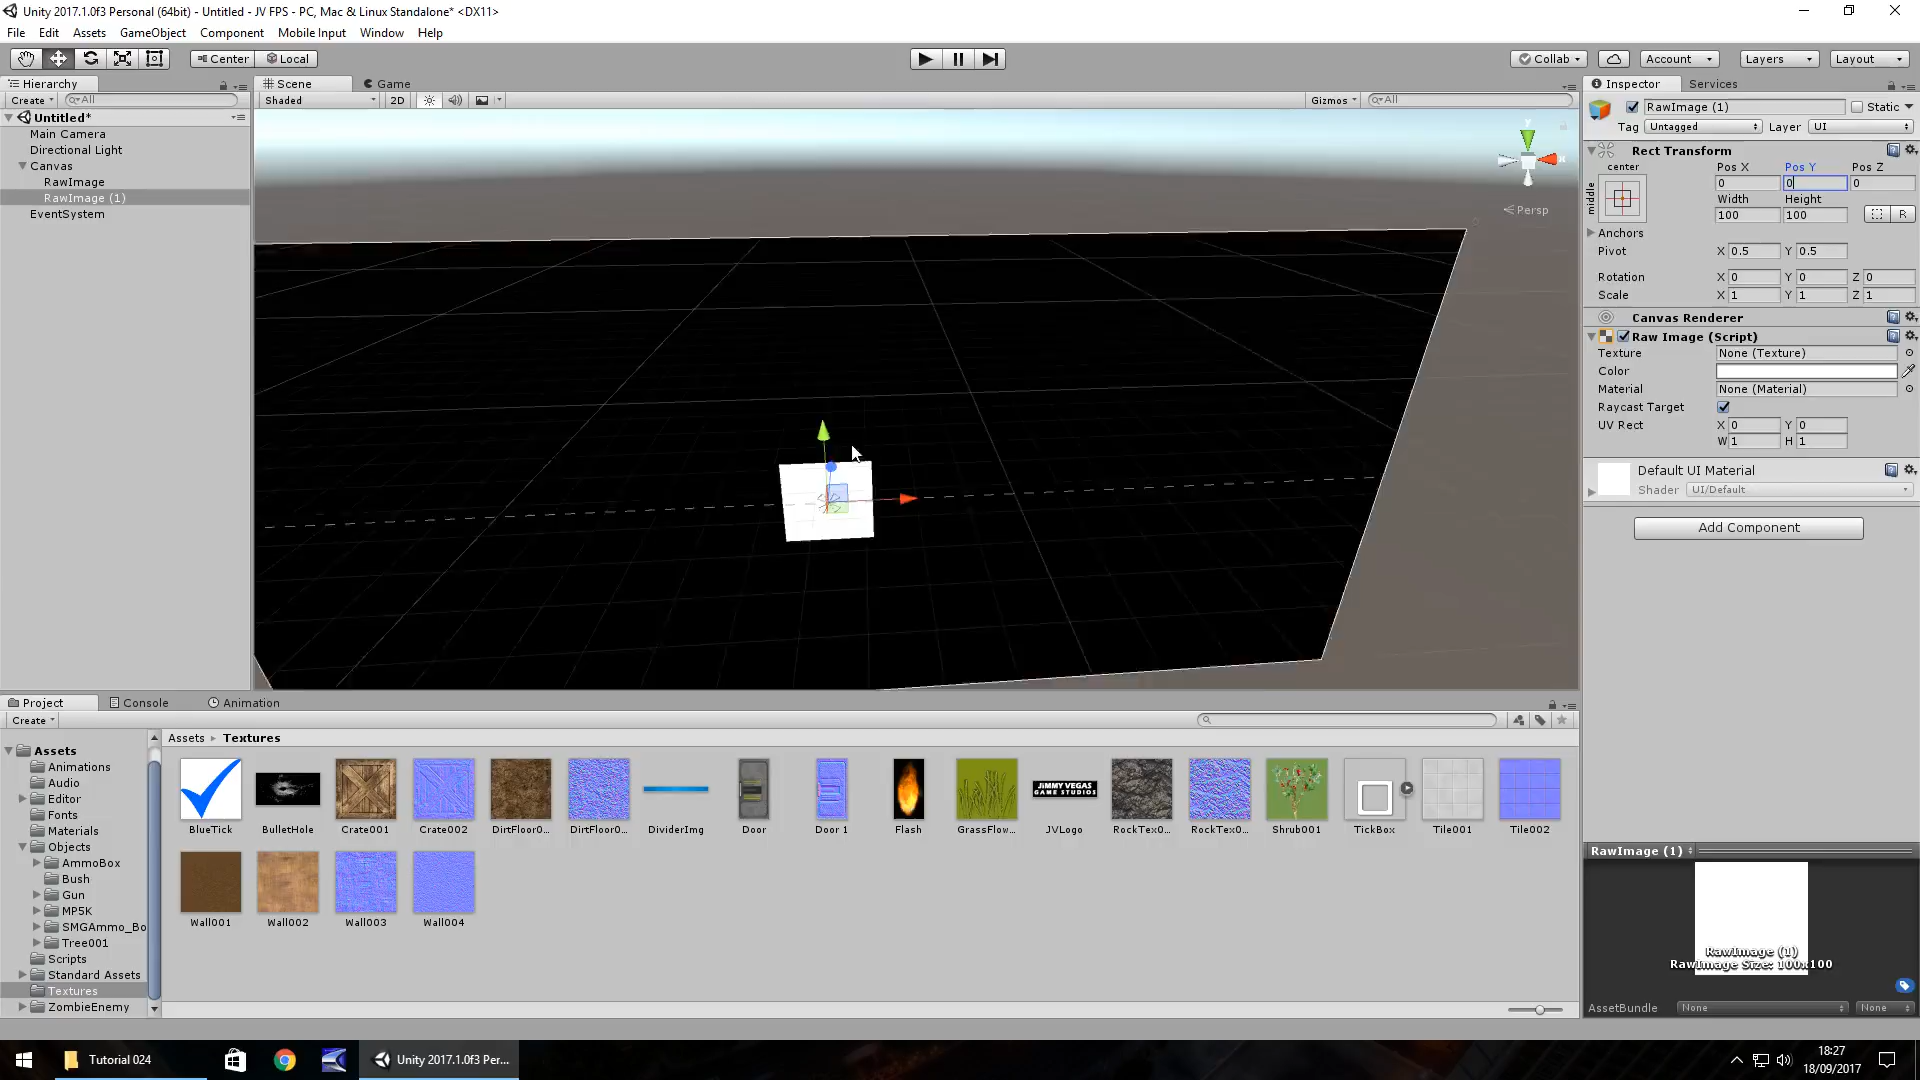 Unity 2017.1.0f3 Personal (64bit) - Untitled - JV FPS - PC, Mac & Linux Standalone* <DX11>
File Edit Assets GameObject Component Mobile Input Window Help
Center Local Collab Account Layers Layout
Hierarchy
Create All
Untitled*
Main Camera
Directional Light
Canvas
RawImage
RawImage (1)
EventSystem
Scene Game
Shaded 2D Gizmos All
Y
X
Persp
Inspector Services
RawImage (1) Static
Tag Untagged Layer UI
Rect Transform
center Pos X Pos Y Pos Z
middle 0 0 0
Width Height
100 100 R
Anchors
Pivot X 0.5 Y 0.5
Rotation X 0 Y 0 Z 0
Scale X 1 Y 1 Z 1
Canvas Renderer
Raw Image (Script)
Texture None (Texture)
Color
Material None (Material)
Raycast Target
UV Rect X 0 Y 0
W 1 H 1
Default UI Material
Shader UI/Default
Add Component
Project Console Animation
Create
Assets
Animations
Audio
Editor
Fonts
Materials
Objects
AmmoBox
Bush
Gun
MP5K
SMGAmmo_Bo
Tree001
Scripts
Standard Assets
Textures
ZombieEnemy
Assets Textures
JIMMY VEGAS
GAME STUDIOS
BlueTick BulletHole Crate001 Crate002 DirtFloor0... DirtFloor0... DividerImg Door Door 1 Flash GrassFlow... JVLogo RockTex0... RockTex0... Shrub001 TickBox Tile001 Tile002
Wall001 Wall002 Wall003 Wall004
RawImage (1)
RawImage (1)
RawImage Size: 100x100
AssetBundle None None
Tutorial 024 Unity 2017.1.0f3 Per...
18:27
18/09/2017